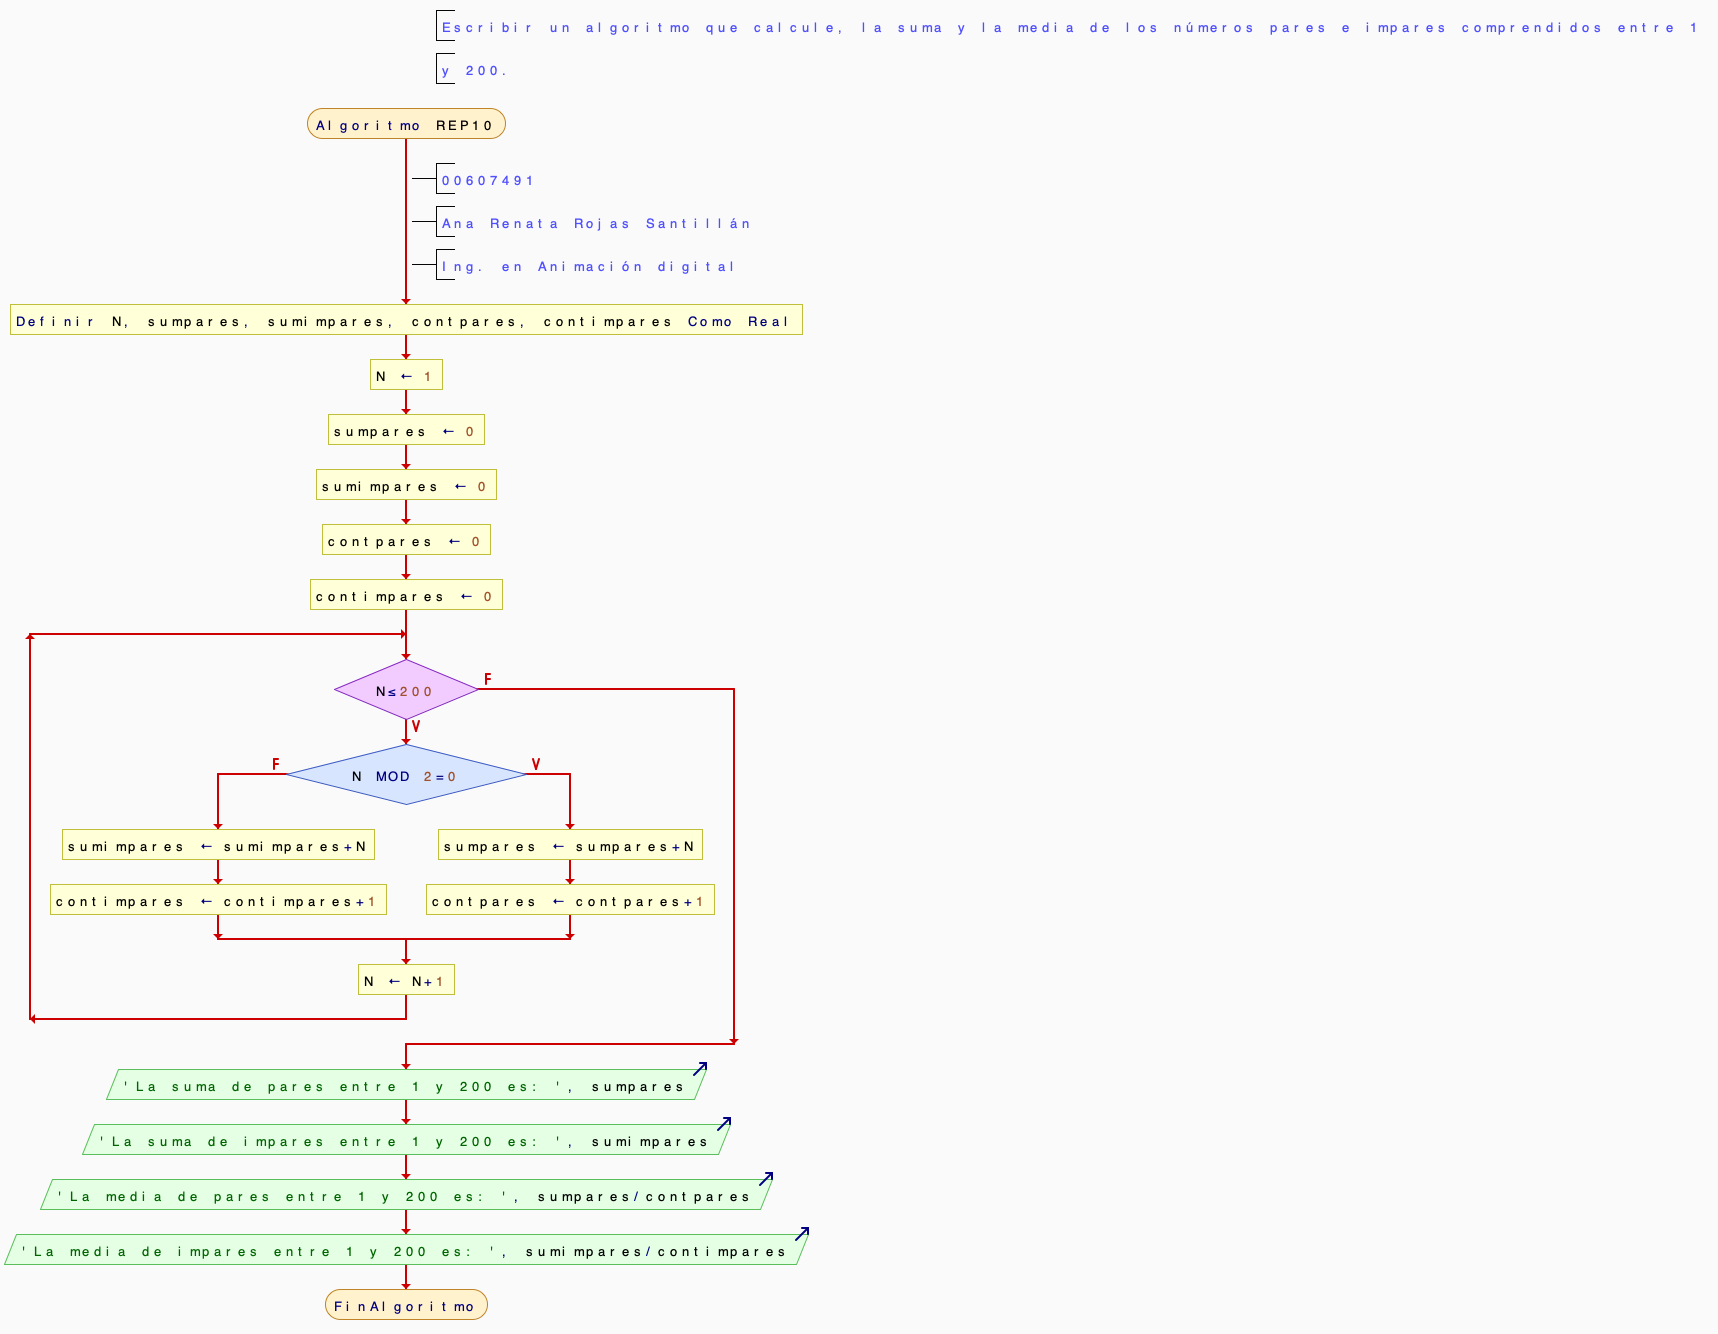 Escribir un algoritmo que calcule, la suma y la media de los números pares e impares comprendidos entre 1
y 200.
Algoritmo REP10
00607491
Ana Renata Rojas Santillán
Ing. en Animación digital
Definir N, sumpares, sumimpares, contpares, contimpares Como Real
N ← 1
sumpares ← 0
sumimpares ← 0
contpares ← 0
contimpares ← 0
N≤200
F
V
N MOD 2=0
F
V
sumimpares ← sumimpares+N
sumpares ← sumpares+N
contimpares ← contimpares+1
contpares ← contpares+1
N ← N+1
'La suma de pares entre 1 y 200 es: ', sumpares
'La suma de impares entre 1 y 200 es: ', sumimpares
'La media de pares entre 1 y 200 es: ', sumpares/contpares
'La media de impares entre 1 y 200 es: ', sumimpares/contimpares
FinAlgoritmo